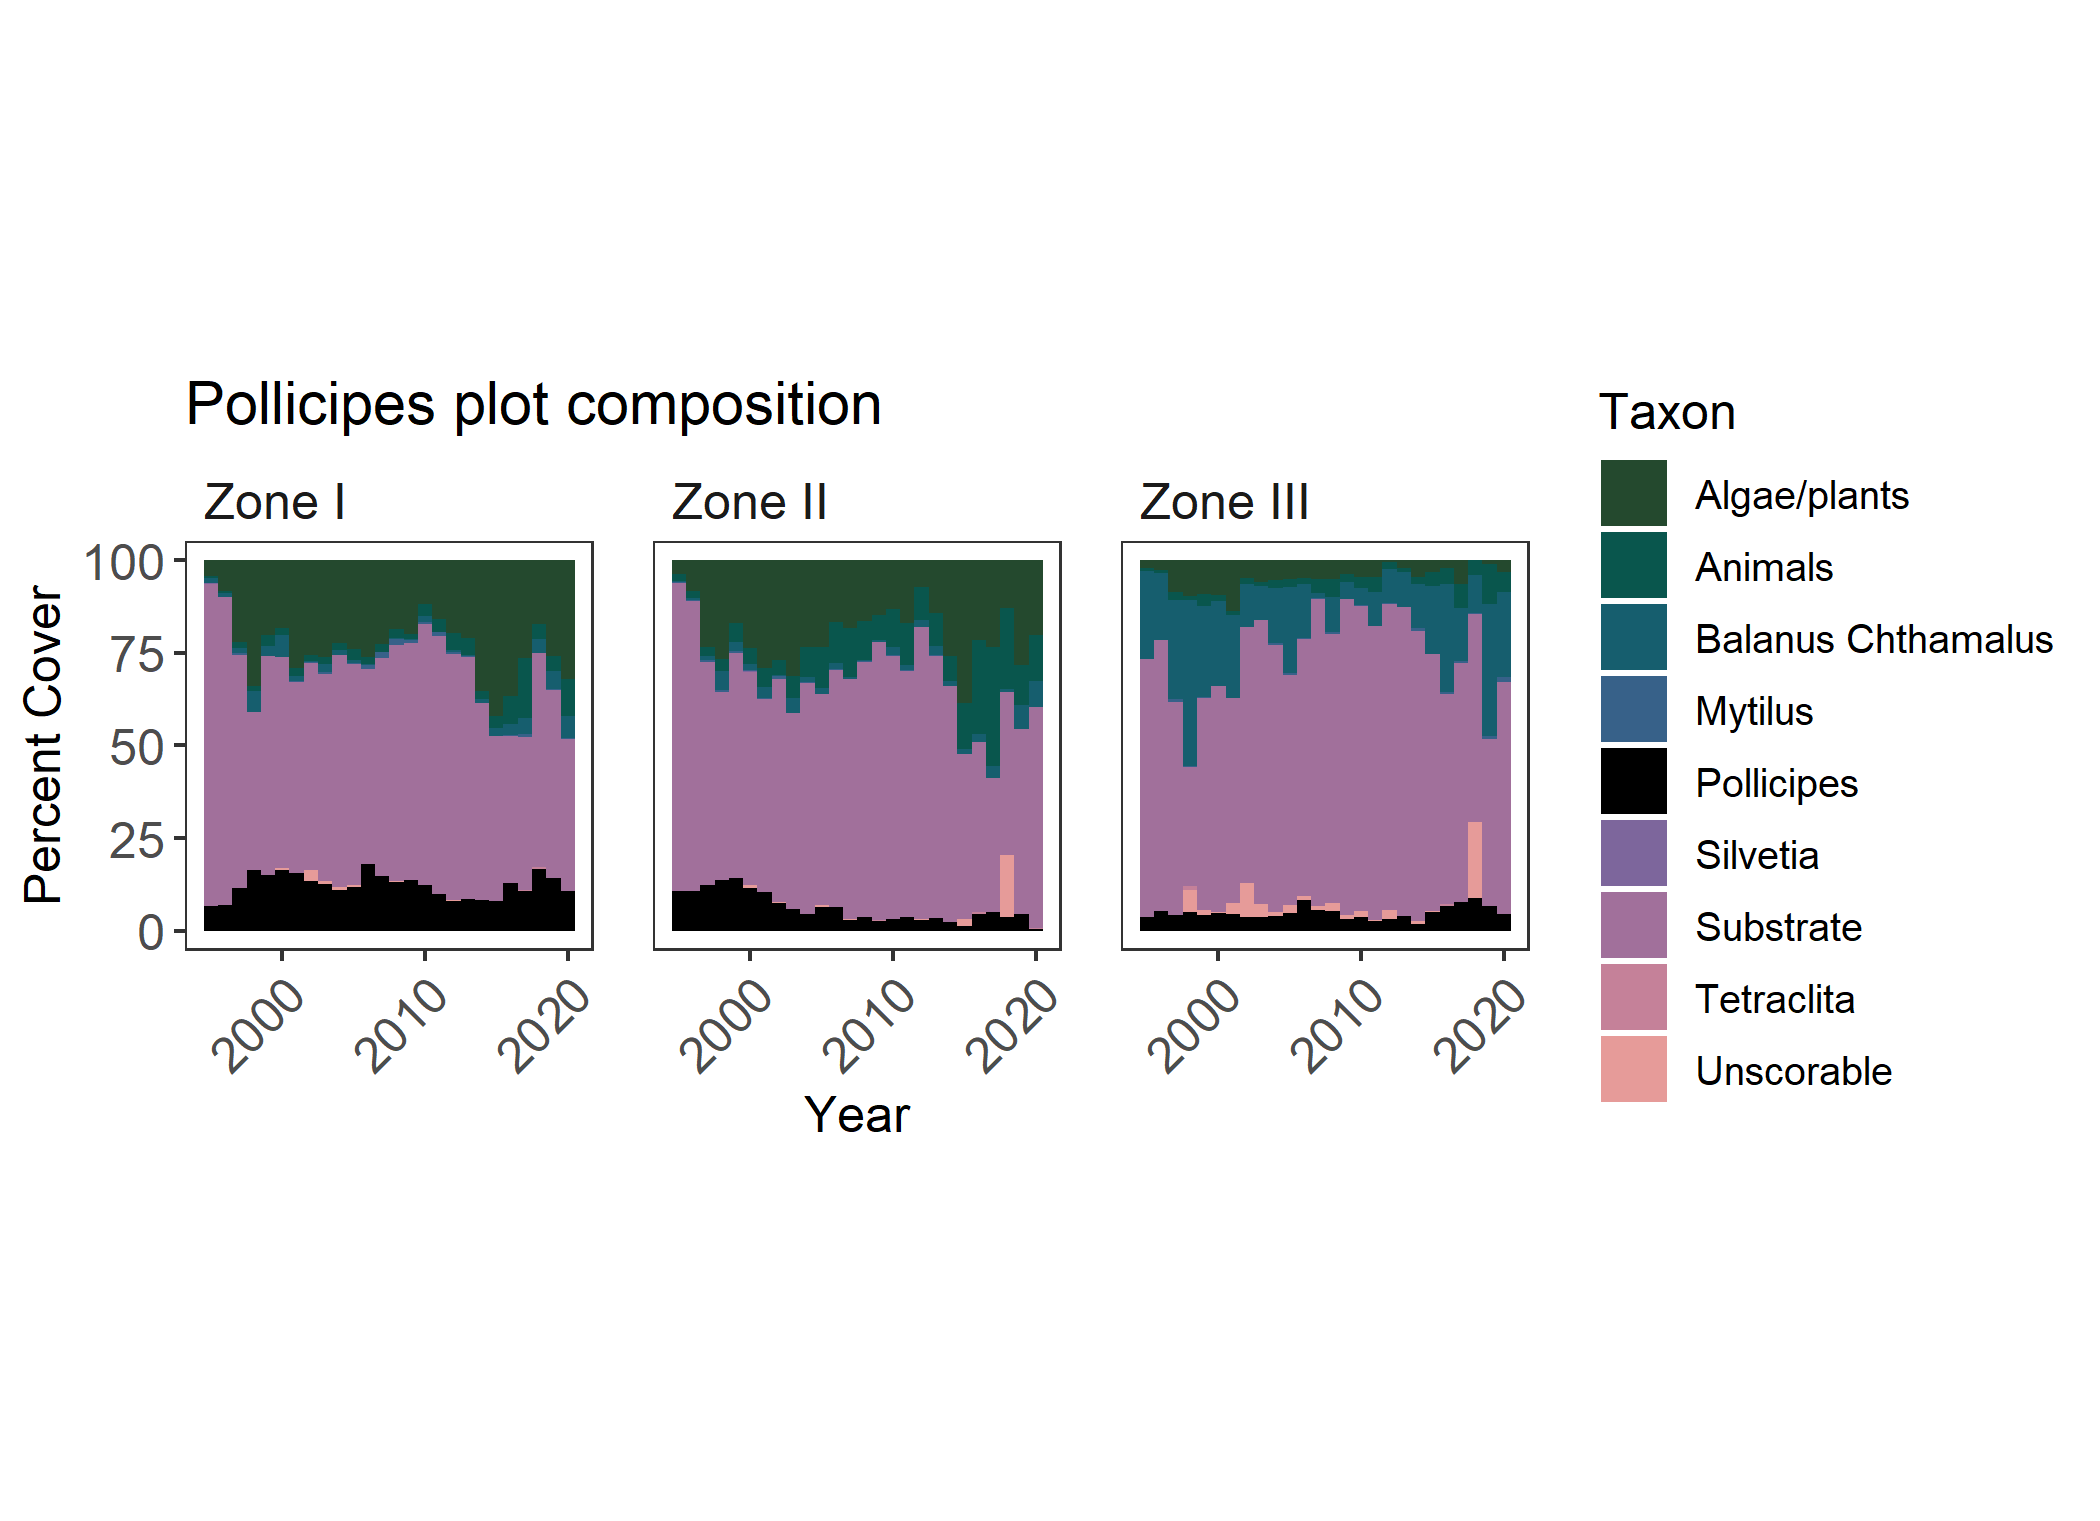 Pollicipes plot composition
Zone I
Zone II
Zone III
Percent Cover
100
75
50
25
0
2000
2010
2020
2000
2010
2020
2000
2010
2020
Year
Taxon
Algae/plants
Animals
Balanus Chthamalus
Mytilus
Pollicipes
Silvetia
Substrate
Tetraclita
Unscorable